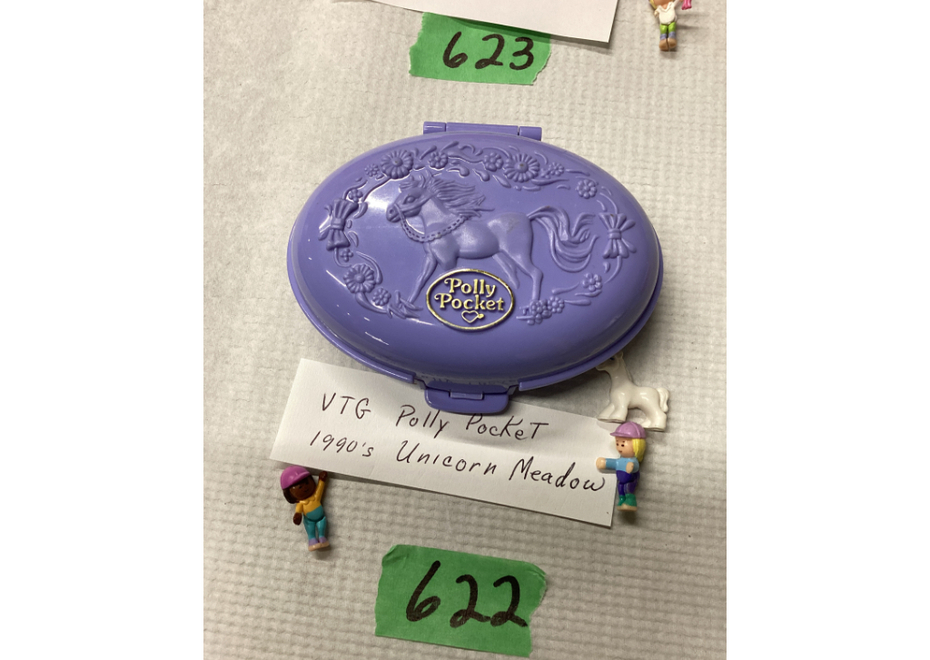 623
Polly
Pocket
VTG Polly Pocket
1990's Unicorn Meadow
622